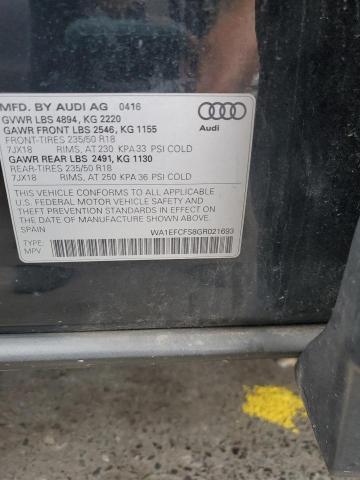 MFD. BY AUDI AG 0416
GVWR LBS 4894, KG 2220
GAWR FRONT LBS 2546, KG 1155
FRONT-TIRES 235/50 R18
7JX18 RIMS, AT 230 KPA 33 PSI COLD
GAWR REAR LBS 2491, KG 1130
REAR-TIRES 235/50 R18
7JX18 RIMS, AT 250 KPA 36 PSI COLD
Audi
THIS VEHICLE CONFORMS TO ALL APPLICABLE
U.S. FEDERAL MOTOR VEHICLE SAFETY AND
THEFT PREVENTION STANDARDS IN EFFECT ON THE
DATE OF MANUFACTURE SHOWN ABOVE.
SPAIN
WA1EFCFS8GR021693
TYPE:
MPV